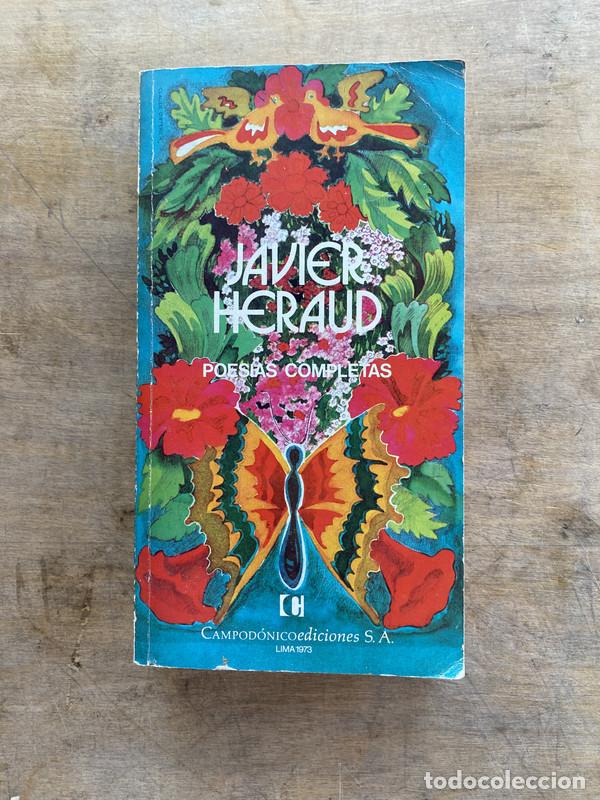 JAVIER
HERAUD
POESIAS COMPLETAS
C
CAMPODÓNICOediciones S. A.
LIMA 1973
todocoleccion